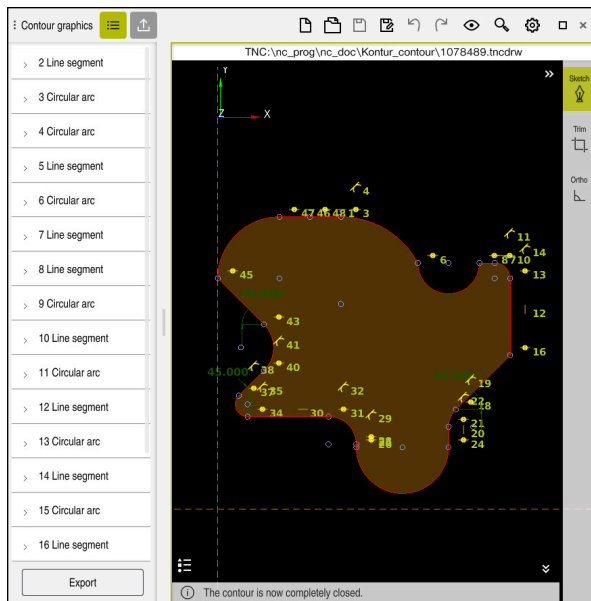 Contour graphics
TNC:\nc_prog\nc_doc\Kontur_contour\1078489.tncdrw
2 Line segment
3 Circular arc
4 Circular arc
5 Line segment
6 Circular arc
7 Line segment
8 Line segment
9 Circular arc
10 Line segment
11 Circular arc
12 Line segment
13 Circular arc
14 Line segment
15 Circular arc
16 Line segment
Export
Y
Z
X
4
47 46 48 1 3
11
14
6
8 7 10
13
45
12
43
41
16
40
45.000
38
37 35
32
19
22 18
34
30
31
29
21
20
24
Sketch
Trim
Ortho
The contour is now completely closed.